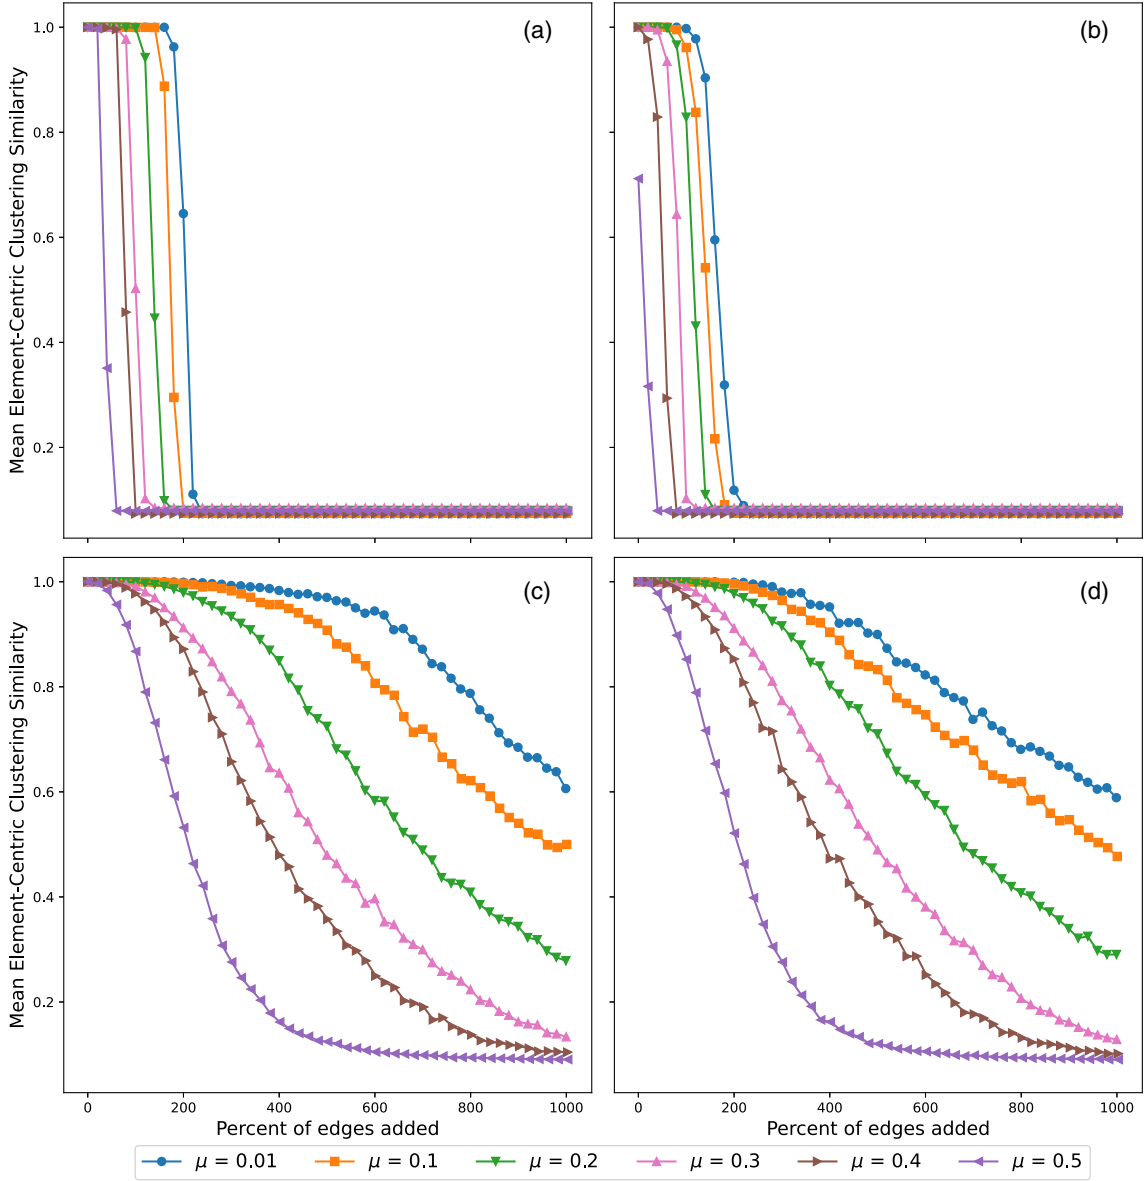 (a)
(b)
Mean Element-Centric Clustering Similarity
1.0
0.8
0.6
0.4
0.2
(c)
(d)
Mean Element-Centric Clustering Similarity
1.0
0.8
0.6
0.4
0.2
0 200 400 600 800 1000
0 200 400 600 800 1000
Percent of edges added
Percent of edges added
μ = 0.01 μ = 0.1 μ = 0.2 μ = 0.3 μ = 0.4 μ = 0.5